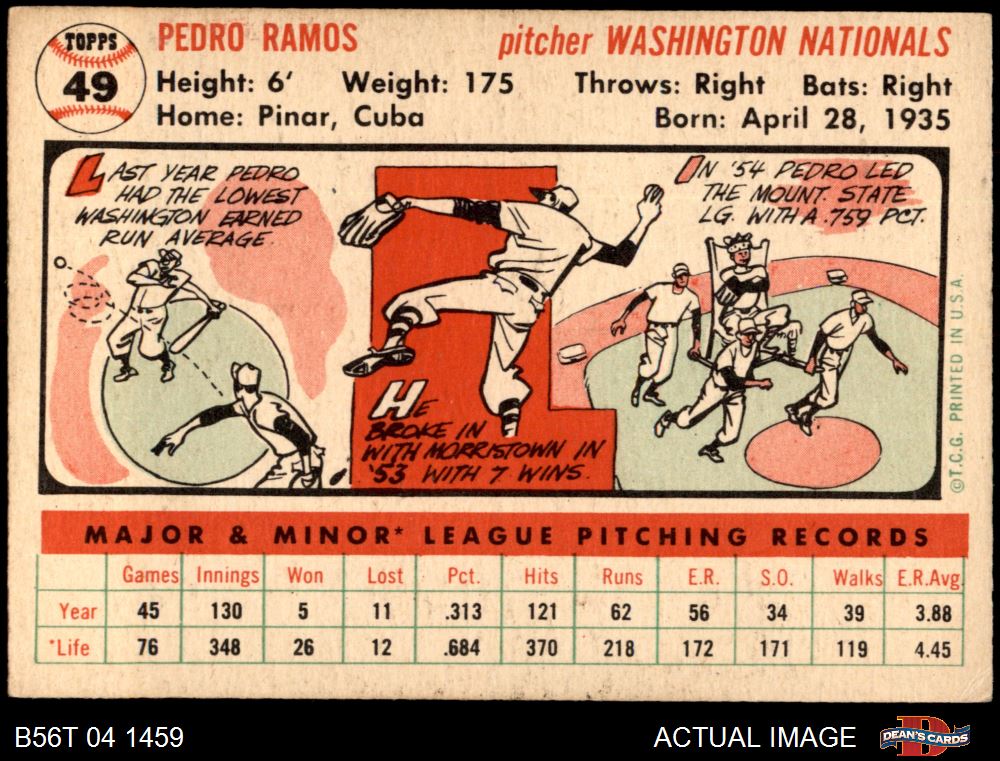 TOPPS
49
PEDRO RAMOS pitcher WASHINGTON NATIONALS
Height: 6' Weight: 175 Throws: Right Bats: Right
Home: Pinar, Cuba Born: April 28, 1935
LAST YEAR PEDRO
HAD THE LOWEST
WASHINGTON EARNED
RUN AVERAGE.
HE
BROKE IN
WITH MORRISTOWN IN
'53 WITH 7 WINS.
IN '54 PEDRO LED
THE MOUNT. STATE
LG. WITH A .759 PCT.
©T.C.G. PRINTED IN U.S.A.
MAJOR & MINOR* LEAGUE PITCHING RECORDS
Games Innings Won Lost Pct. Hits Runs E.R. S.O. Walks E.R.Avg.
Year 45 130 5 11 .313 121 62 56 34 39 3.88
*Life 76 348 26 12 .684 370 218 172 171 119 4.45
B56T 04 1459 ACTUAL IMAGE DEAN'S CARDS